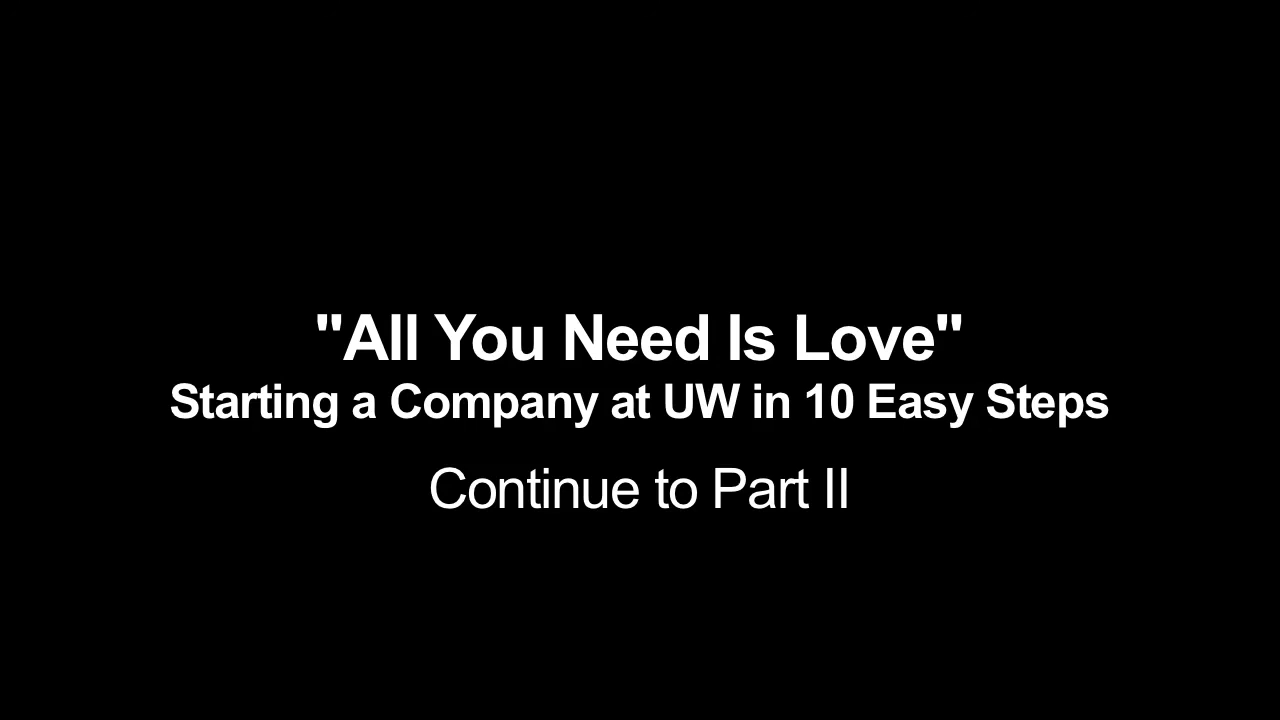 "All You Need Is Love"
Starting a Company at UW in 10 Easy Steps
Continue to Part II